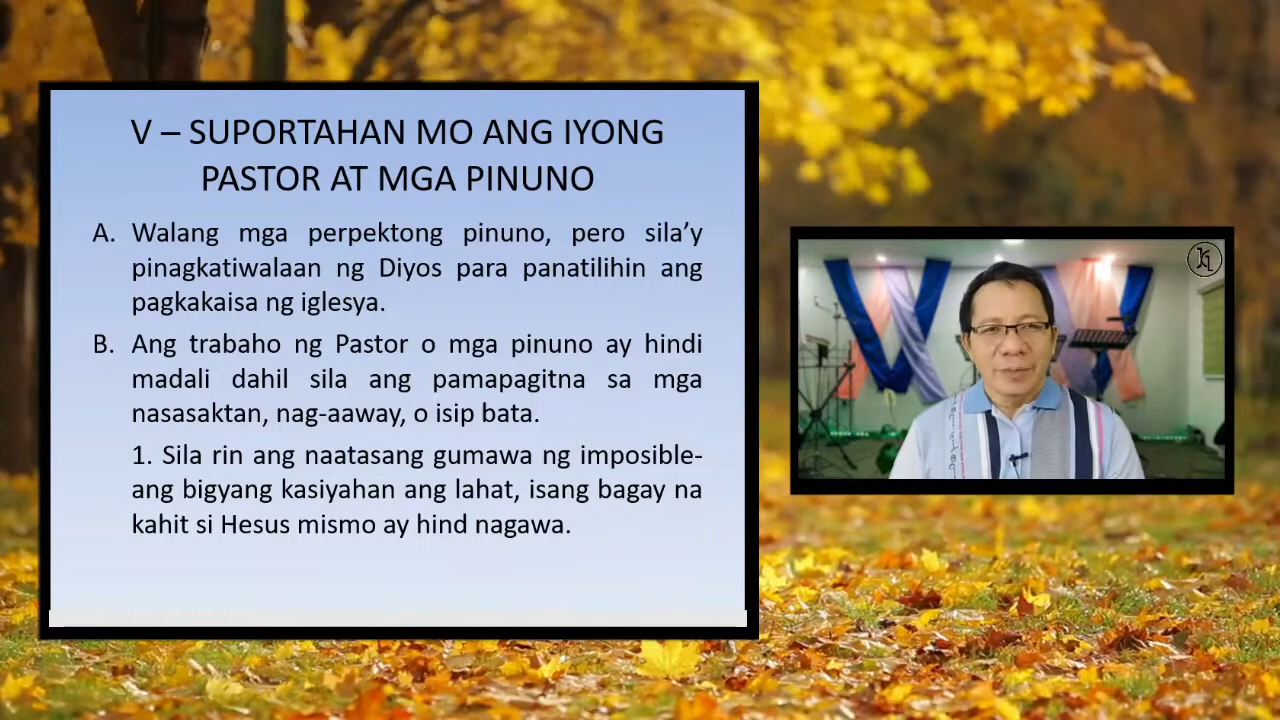 V – SUPORTAHAN MO ANG IYONG
PASTOR AT MGA PINUNO
A. Walang mga perpektong pinuno, pero sila’y
pinagkatiwalaan ng Diyos para panatilihin ang
pagkakaisa ng iglesya.
B. Ang trabaho ng Pastor o mga pinuno ay hindi
madali dahil sila ang pamapagitna sa mga
nasasaktan, nag-aaway, o isip bata.
1. Sila rin ang naatasang gumawa ng imposible-
ang bigyang kasiyahan ang lahat, isang bagay na
kahit si Hesus mismo ay hind nagawa.